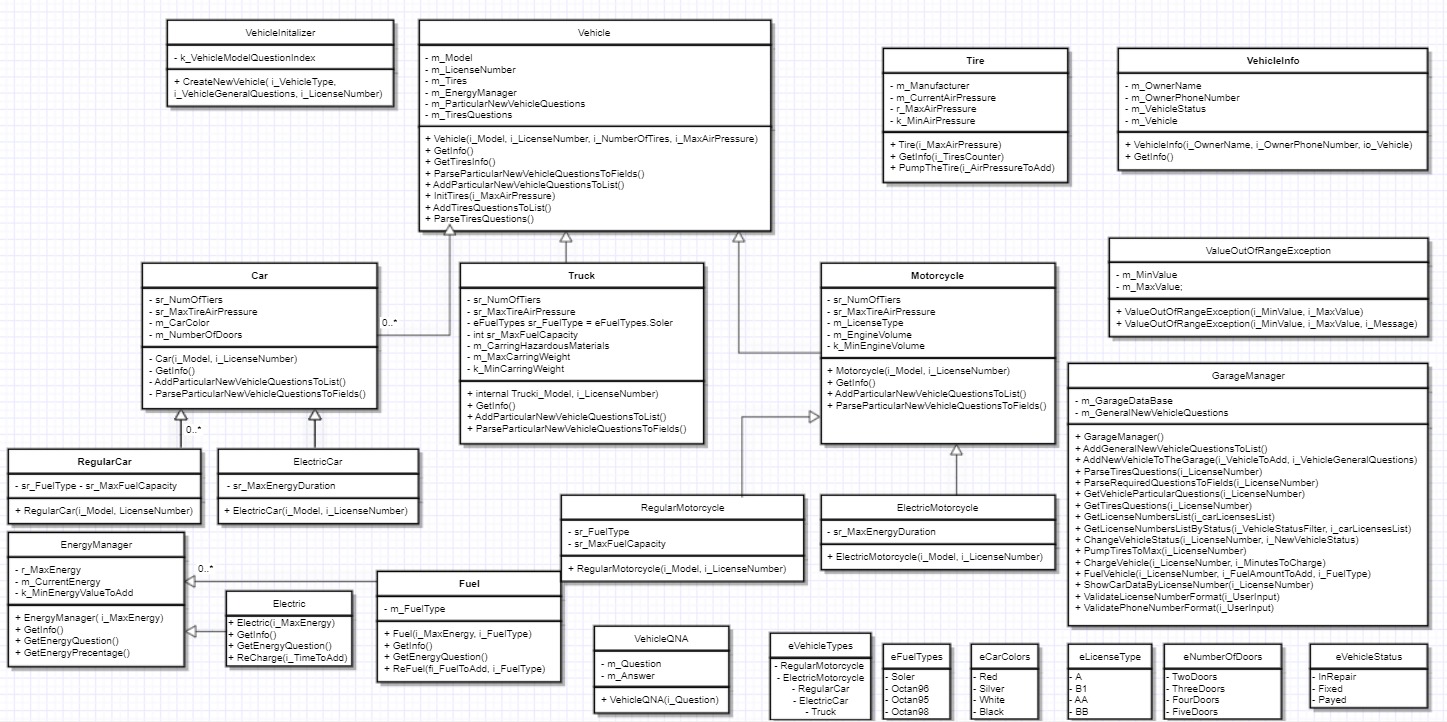 VehicleInitalizer
- k_VehicleModelQuestionIndex
+ CreateNewVehicle( i_VehicleType,
i_VehicleGeneralQuestions, i_LicenseNumber)
Vehicle
- m_Model
- m_LicenseNumber
- m_Tires
- m_EnergyManager
- m_ParticularNewVehicleQuestions
- m_TiresQuestions
+ Vehicle(i_Model, i_LicenseNumber, i_NumberOfTires, i_MaxAirPressure)
+ GetInfo()
+ GetTiresInfo()
+ ParseParticularNewVehicleQuestionsToFields()
+ AddParticularNewVehicleQuestionsToList()
+ InitTires(i_MaxAirPressure)
+ AddTiresQuestionsToList()
+ ParseTiresQuestions()
Tire
- m_Manufacturer
- m_CurrentAirPressure
- r_MaxAirPressure
- k_MinAirPressure
+ Tire(i_MaxAirPressure)
+ GetInfo(i_TiresCounter)
+ PumpTheTire(i_AirPressureToAdd)
VehicleInfo
- m_OwnerName
- m_OwnerPhoneNumber
- m_VehicleStatus
- m_Vehicle
+ VehicleInfo(i_OwnerName, i_OwnerPhoneNumber, io_Vehicle)
+ GetInfo()
Car
- sr_NumOfTiers
- sr_MaxTireAirPressure
- m_CarColor
- m_NumberOfDoors
- Car(i_Model, i_LicenseNumber)
- GetInfo()
- AddParticularNewVehicleQuestionsToList()
- ParseParticularNewVehicleQuestionsToFields()
0..*
Truck
- sr_NumOfTiers
- sr_MaxTireAirPressure
- eFuelTypes sr_FuelType = eFuelTypes.Soler
- int sr_MaxFuelCapacity
- m_CarringHazardousMaterials
- m_MaxCarringWeight
- k_MinCarringWeight
+ internal Trucki_Model, i_LicenseNumber)
+ GetInfo()
+ AddParticularNewVehicleQuestionsToList()
+ ParseParticularNewVehicleQuestionsToFields()
Motorcycle
- sr_NumOfTiers
- sr_MaxTireAirPressure
- m_LicenseType
- m_EngineVolume
- k_MinEngineVolume
+ Motorcycle(i_Model, i_LicenseNumber)
+ GetInfo()
+ AddParticularNewVehicleQuestionsToList()
+ ParseParticularNewVehicleQuestionsToFields()
ValueOutOfRangeException
- m_MinValue
- m_MaxValue;
+ ValueOutOfRangeException(i_MinValue, i_MaxValue)
+ ValueOutOfRangeException(i_MinValue, i_MaxValue, i_Message)
GarageManager
- m_GarageDataBase
- m_GeneralNewVehicleQuestions
+ GarageManager()
+ AddGeneralNewVehicleQuestionsToList()
+ AddNewVehicleToTheGarage(i_VehicleToAdd, i_VehicleGeneralQuestions)
+ ParseTiresQuestions(i_LicenseNumber)
+ ParseRequiredQuestionsToFields(i_LicenseNumber)
+ GetVehicleParticularQuestions(i_LicenseNumber)
+ GetTiresQuestions(i_LicenseNumber)
+ GetLicenseNumbersList(i_carLicensesList)
+ GetLicenseNumbersListByStatus(i_VehicleStatusFilter, i_carLicensesList)
+ ChangeVehicleStatus(i_LicenseNumber, i_NewVehicleStatus)
+ PumpTiresToMax(i_LicenseNumber)
+ ChargeVehicle(i_LicenseNumber, i_MinutesToCharge)
+ FuelVehicle(i_LicenseNumber, i_FuelAmountToAdd, i_FuelType)
+ ShowCarDataByLicenseNumber(i_LicenseNumber)
+ ValidateLicenseNumberFormat(i_UserInput)
+ ValidatePhoneNumberFormat(i_UserInput)
0..*
RegularCar
- sr_FuelType - sr_MaxFuelCapacity
+ RegularCar(i_Model, LicenseNumber)
ElectricCar
- sr_MaxEnergyDuration
+ ElectricCar(i_Model, i_LicenseNumber)
RegularMotorcycle
- sr_FuelType
- sr_MaxFuelCapacity
+ RegularMotorcycle(i_Model, i_LicenseNumber)
ElectricMotorcycle
- sr_MaxEnergyDuration
+ ElectricMotorcycle(i_Model, i_LicenseNumber)
EnergyManager
- r_MaxEnergy
- m_CurrentEnergy
- k_MinEnergyValueToAdd
+ EnergyManager( i_MaxEnergy)
+ GetInfo()
+ GetEnergyQuestion()
+ GetEnergyPrecentage()
0..*
Electric
+ Electric(i_MaxEnergy)
+ GetInfo()
+ GetEnergyQuestion()
+ ReCharge(i_TimeToAdd)
Fuel
- m_FuelType
+ Fuel(i_MaxEnergy, i_FuelType)
+ GetInfo()
+ GetEnergyQuestion()
+ ReFuel(fi_FuelToAdd, i_FuelType)
VehicleQNA
- m_Question
- m_Answer
+ VehicleQNA(i_Question)
eVehicleTypes
- RegularMotorcycle
- ElectricMotorcycle
- RegularCar
- ElectricCar
- Truck
eFuelTypes
- Soler
- Octan96
- Octan95
- Octan98
eCarColors
- Red
- Silver
- White
- Black
eLicenseType
- A
- B1
- AA
- BB
eNumberOfDoors
- TwoDoors
- ThreeDoors
- FourDoors
- FiveDoors
eVehicleStatus
- InRepair
- Fixed
- Payed